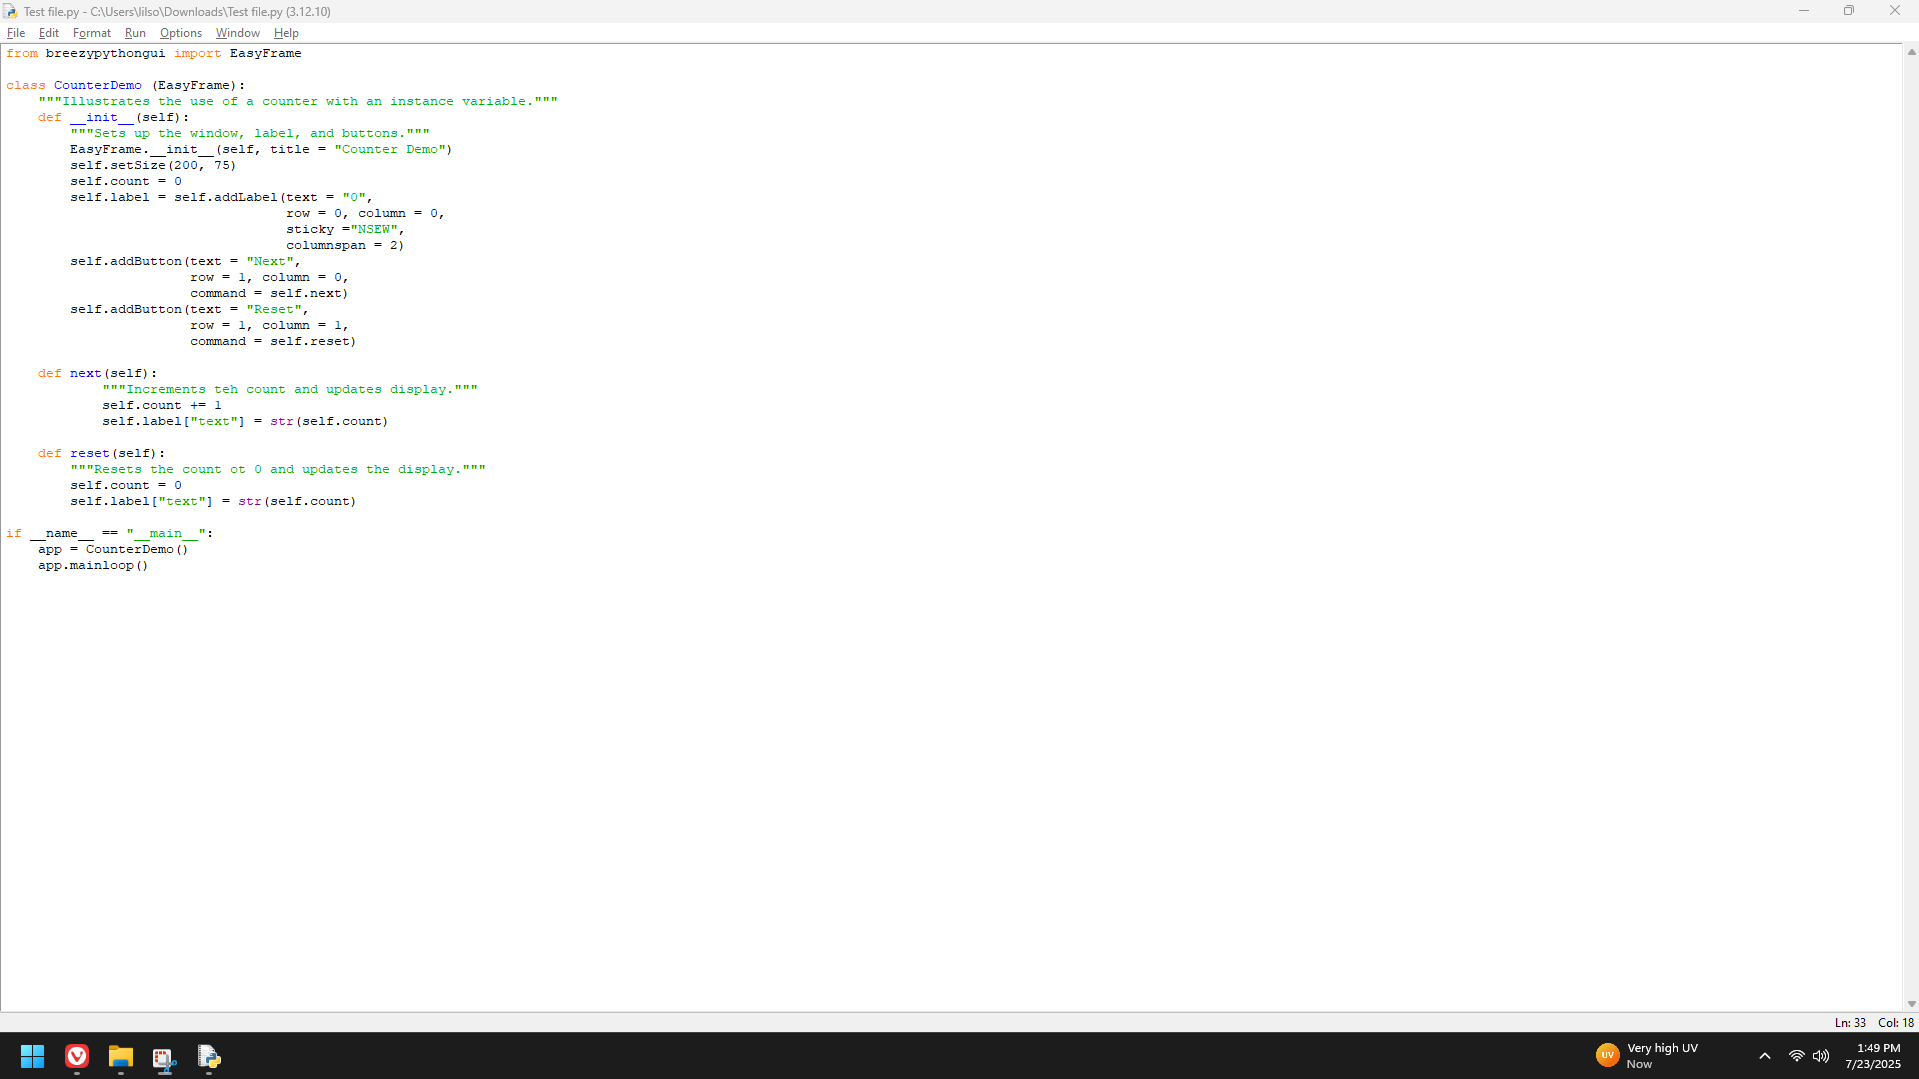 Test file.py - C:\Users\lilso\Downloads\Test file.py (3.12.10)
File Edit Format Run Options Window Help
from breezypythongui import EasyFrame
class CounterDemo (EasyFrame):
    """Illustrates the use of a counter with an instance variable."""
    def __init__(self):
        """Sets up the window, label, and buttons."""
        EasyFrame.__init__(self, title = "Counter Demo")
        self.setSize(200, 75)
        self.count = 0
        self.label = self.addLabel(text = "0",
                                   row = 0, column = 0,
                                   sticky ="NSEW",
                                   columnspan = 2)
        self.addButton(text = "Next",
                       row = 1, column = 0,
                       command = self.next)
        self.addButton(text = "Reset",
                       row = 1, column = 1,
                       command = self.reset)
    def next(self):
            """Increments teh count and updates display."""
            self.count += 1
            self.label["text"] = str(self.count)
    def reset(self):
        """Resets the count ot 0 and updates the display."""
        self.count = 0
        self.label["text"] = str(self.count)
if __name__ == "__main__":
    app = CounterDemo()
    app.mainloop()
Ln: 33 Col: 18
UV
Very high UV
Now
1:49 PM
7/23/2025